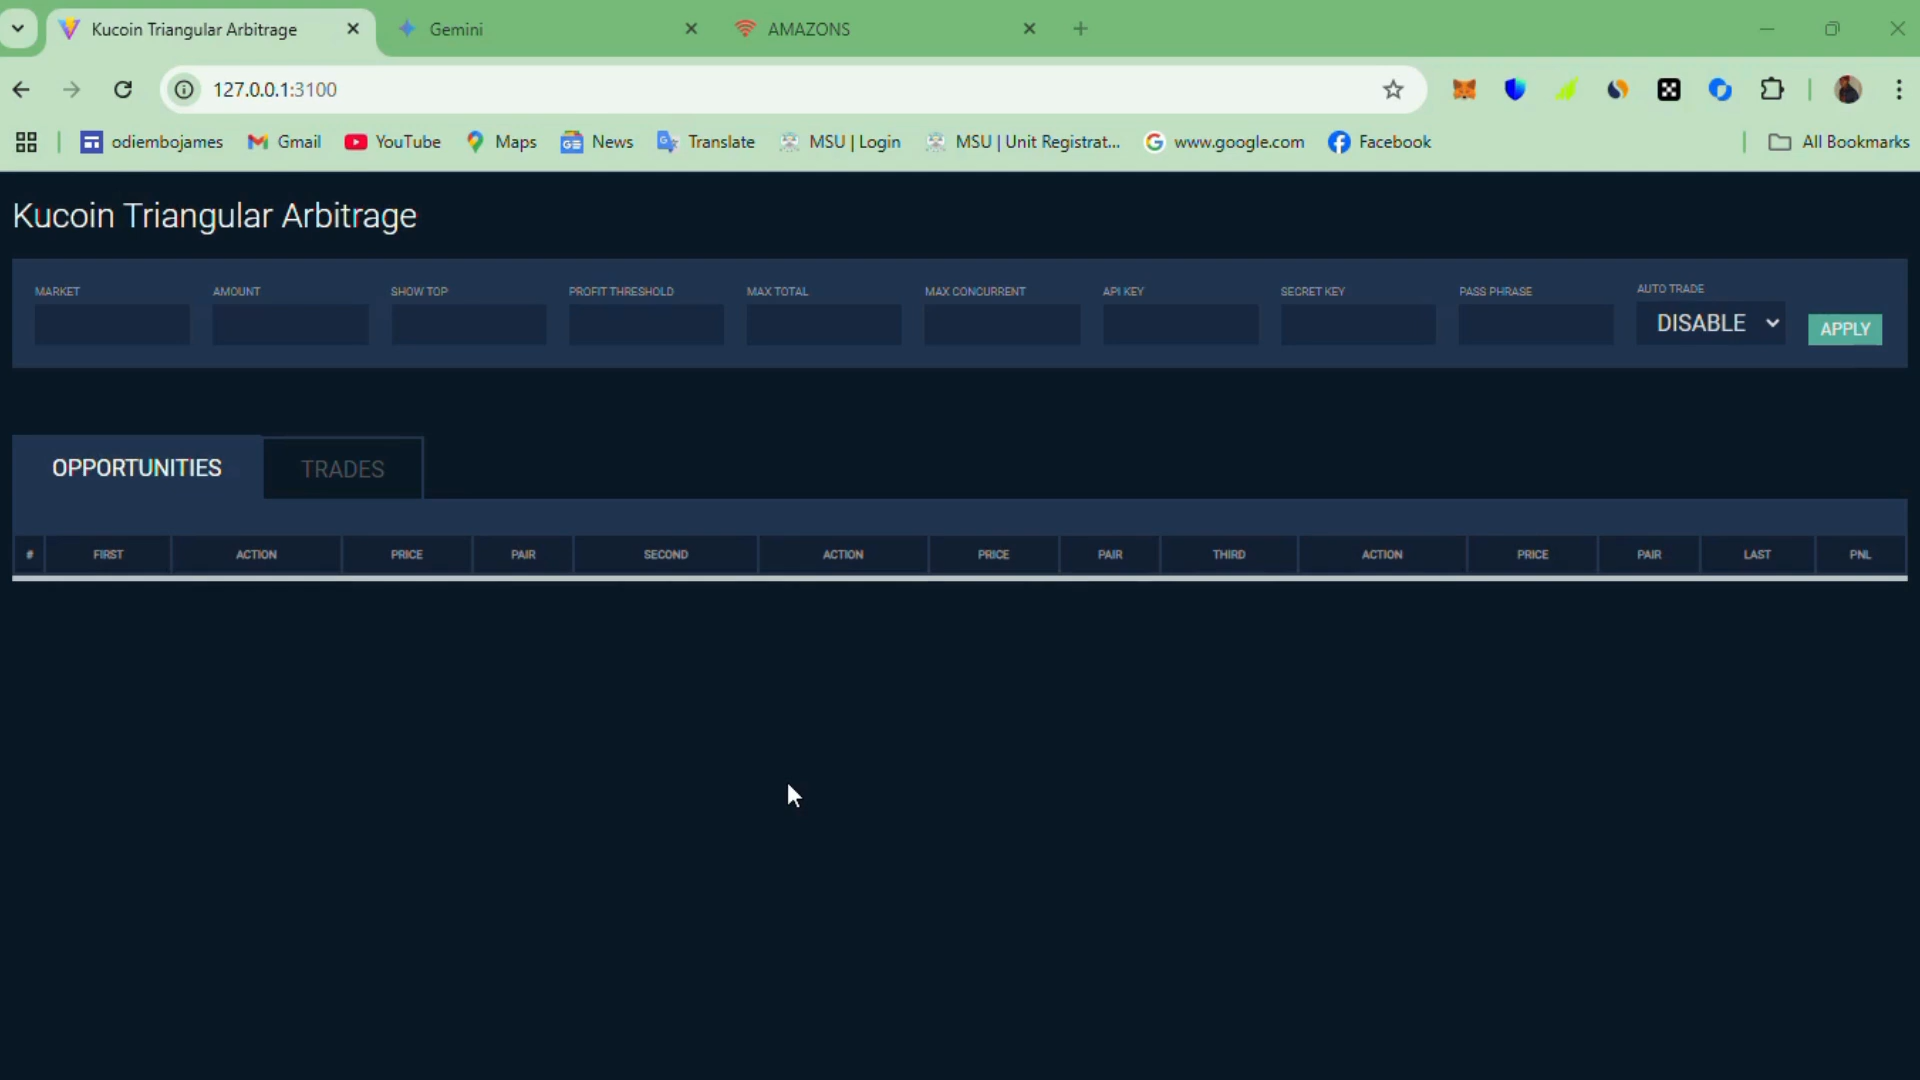 Kucoin Triangular Arbitrage
Gemini
AMAZONS
127.0.0.1:3100
odiembojames
Gmail
YouTube
Maps
News
Translate
MSU | Login
MSU | Unit Registrat...
www.google.com
Facebook
All Bookmarks
Kucoin Triangular Arbitrage
MARKET
AMOUNT
SHOW TOP
PROFIT THRESHOLD
MAX TOTAL
MAX CONCURRENT
API KEY
SECRET KEY
PASS PHRASE
AUTO TRADE
DISABLE
APPLY
OPPORTUNITIES
TRADES
# FIRST ACTION PRICE PAIR SECOND ACTION PRICE PAIR THIRD ACTION PRICE PAIR LAST PNL